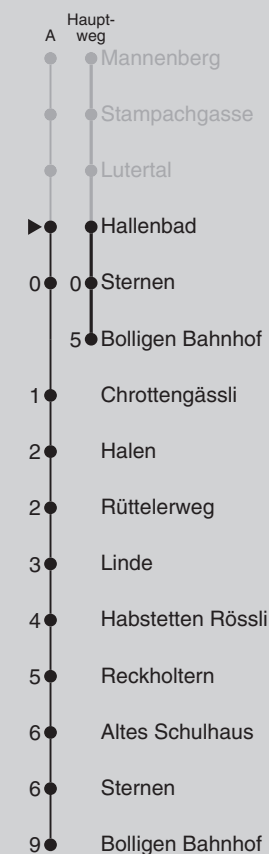 A Haupt-
weg
Mannenberg
Stampachgasse
Lutertal
Hallenbad
0 0 Sternen
5 Bolligen Bahnhof
1 Chrottengässli
2 Halen
2 Rüttelerweg
3 Linde
4 Habstetten Rössli
5 Reckholtern
6 Altes Schulhaus
6 Sternen
9 Bolligen Bahnhof